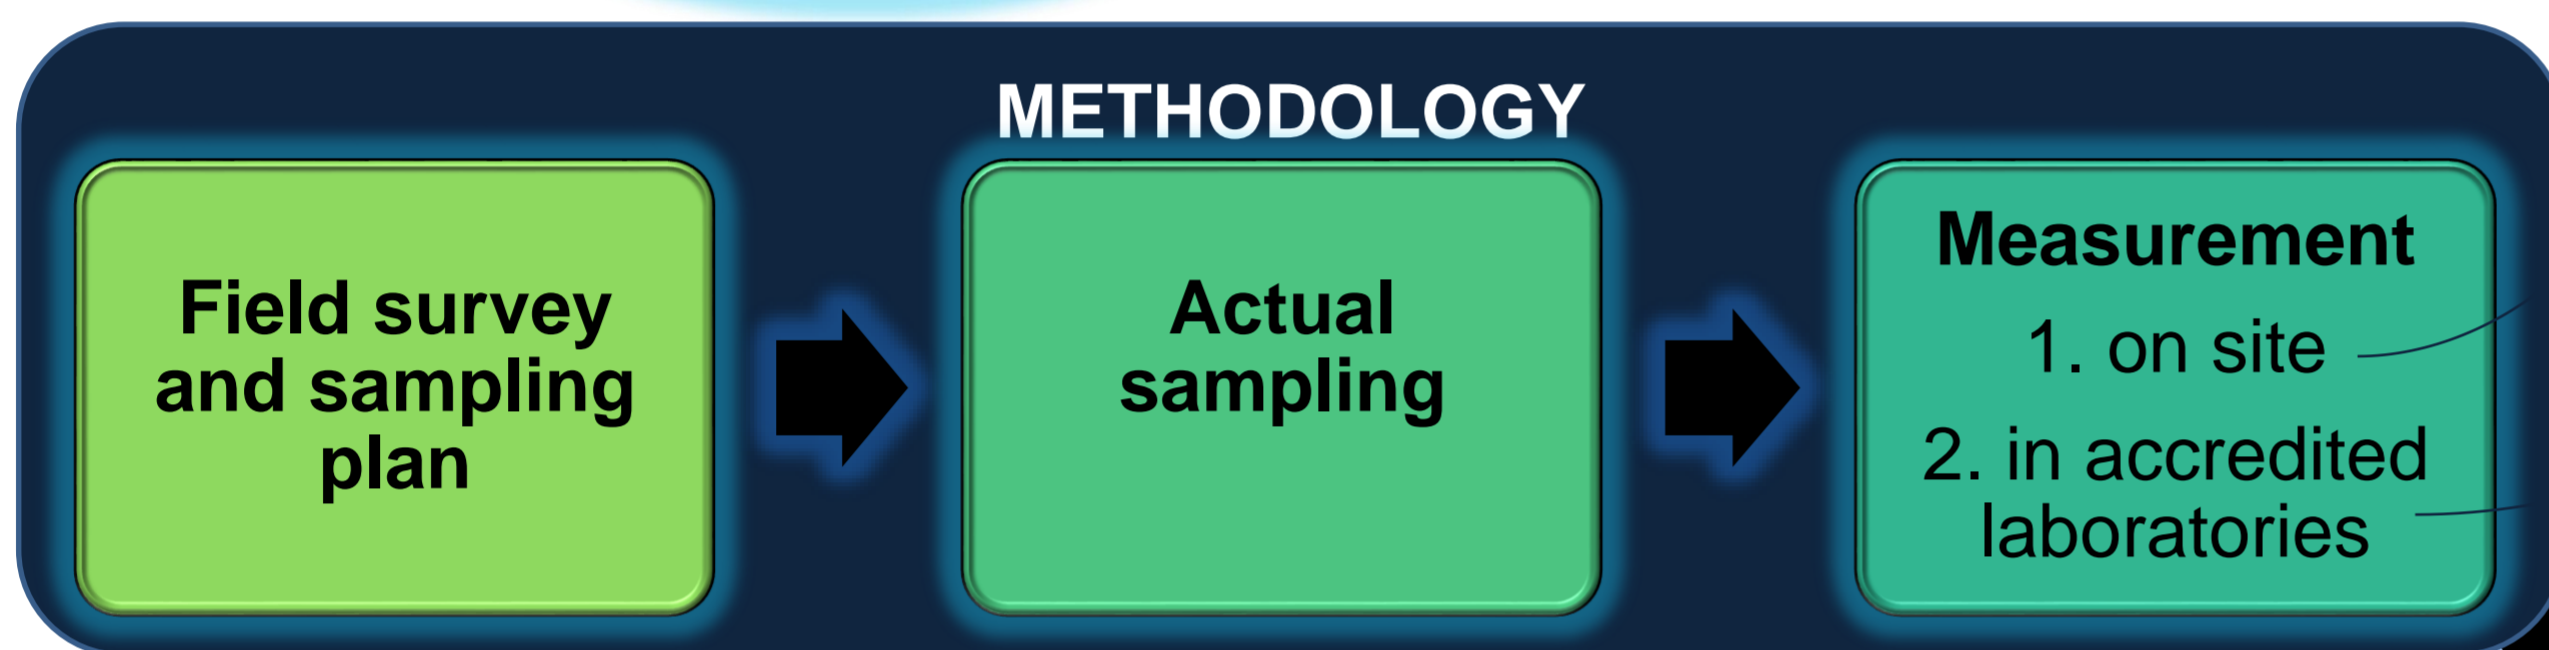 METHODOLOGY
Field survey
and sampling
plan
Actual
sampling
Measurement
1. on site
2. in accredited
laboratories